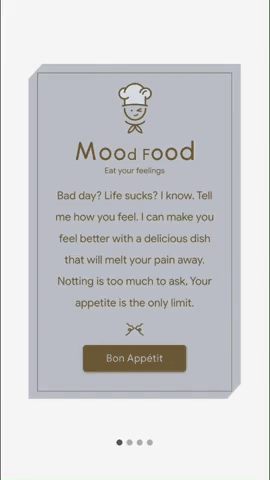 Mood Food
Eat your feelings
Bad day? Life sucks? I know. Tell
me how you feel. I can make you
feel better with a delicious dish
that will melt your pain away.
Notting is too much to ask, Your
appetite is the only limit.
Bon Appétit